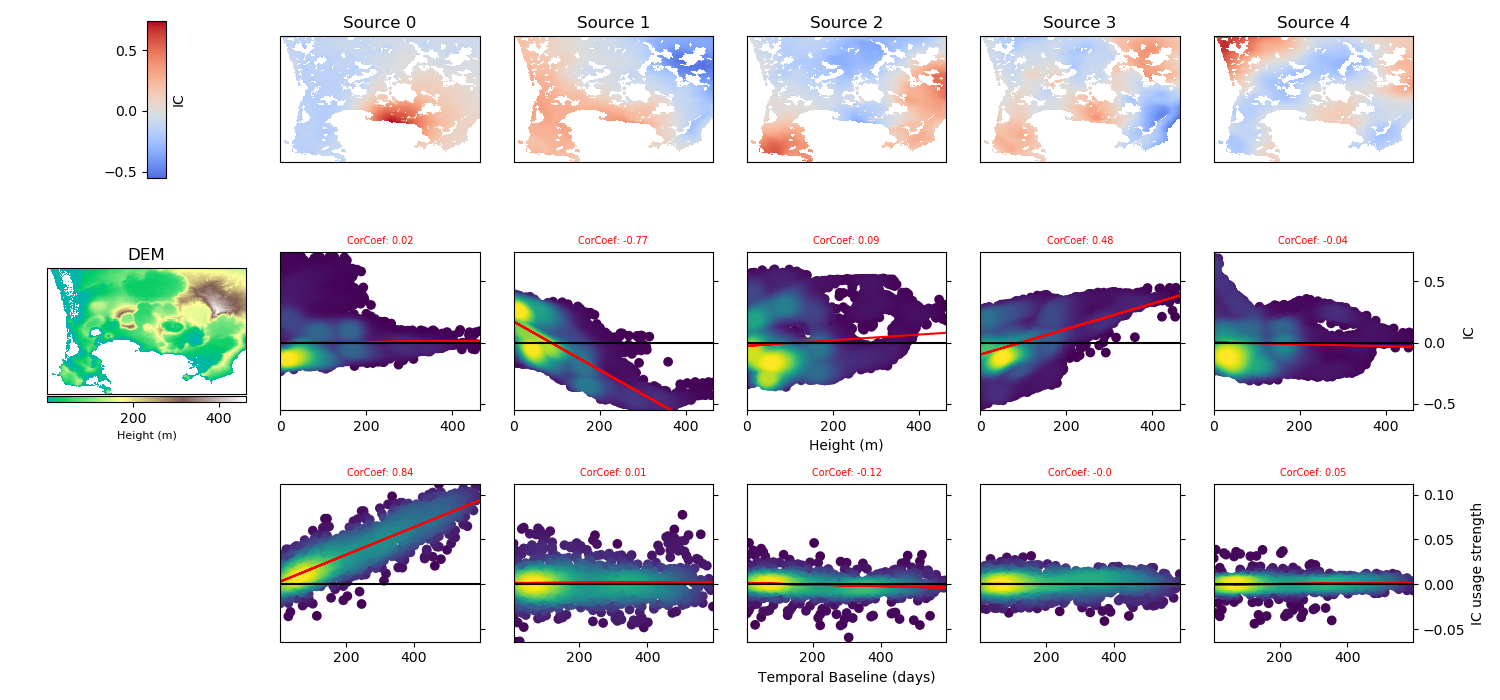 Source 0 Source 1 Source 2 Source 3 Source 4
0.5
0.0
−0.5
IC
CorCoef: 0.02 CorCoef: -0.77 CorCoef: 0.09 CorCoef: 0.48 CorCoef: -0.04
DEM
200 400
Height (m)
0.5
0.0
−0.5
IC
0 200 400 0 200 400 0 200 400 0 200 400 0 200 400
Height (m)
CorCoef: 0.84 CorCoef: 0.01 CorCoef: -0.12 CorCoef: -0.0 CorCoef: 0.05
0.10
0.05
0.00
−0.05
IC usage strength
200 400 200 400 200 400 200 400 200 400
Temporal Baseline (days)